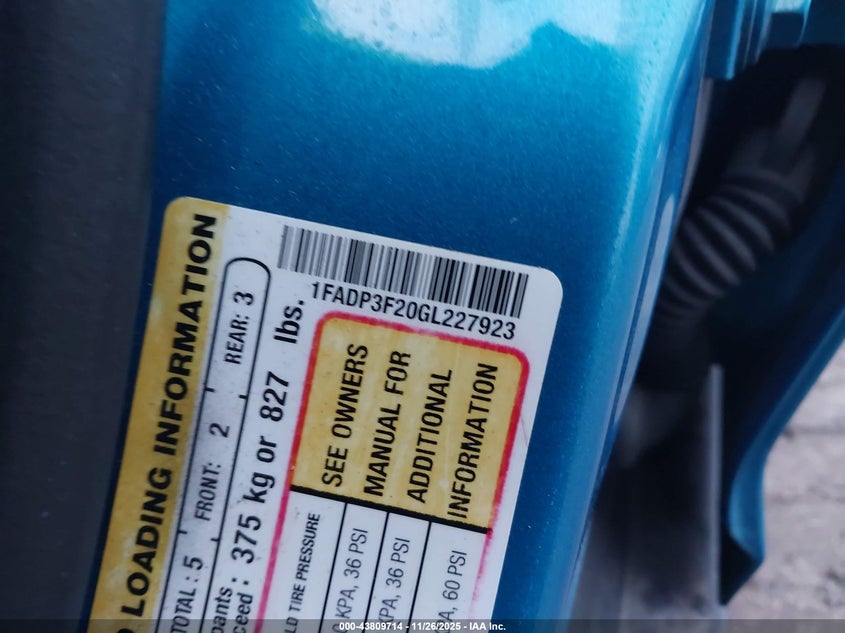 LOADING INFORMATION
TOTAL: 5 FRONT: 2 REAR: 3
ceed: 375 kg or 827 lbs.
1FADP3F20GL227923
TIRE PRESSURE
KPA, 36 PSI
36 PSI
60 PSI
SEE OWNERS
MANUAL FOR
ADDITIONAL
INFORMATION
000-43809714 - 11/26/2025 - IAA Inc.